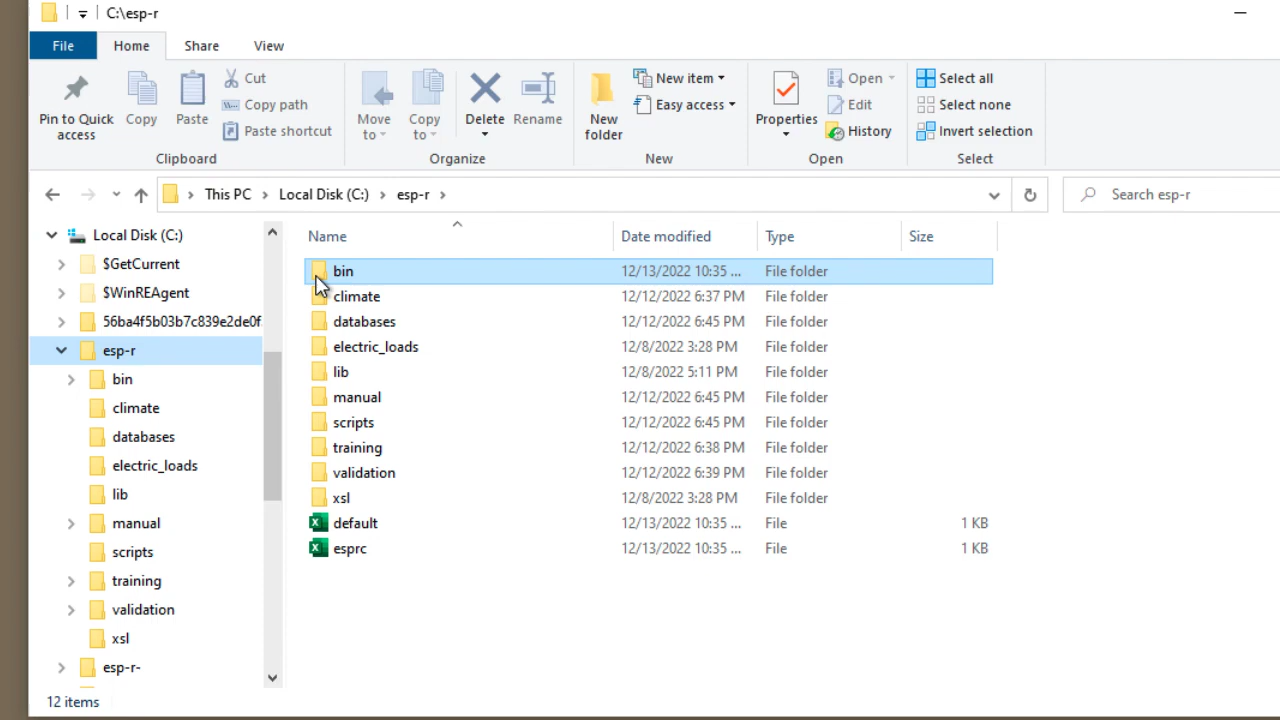 C:\esp-r
File Home Share View
Pin to Quick access
Copy
Paste
Cut
Copy path
Paste shortcut
Clipboard
Move to
Copy to
Delete
Rename
Organize
New folder
New item
Easy access
New
Properties
Open
Edit
History
Open
Select all
Select none
Invert selection
Select
This PC > Local Disk (C:) > esp-r >
Search esp-r
Local Disk (C:)
$GetCurrent
$WinREAgent
56ba4f5b03b7c839e2de0f
esp-r
bin
climate
databases
electric_loads
lib
manual
scripts
training
validation
xsl
esp-r-
Name Date modified Type Size
bin 12/13/2022 10:35 ... File folder
climate 12/12/2022 6:37 PM File folder
databases 12/12/2022 6:45 PM File folder
electric_loads 12/8/2022 3:28 PM File folder
lib 12/8/2022 5:11 PM File folder
manual 12/12/2022 6:45 PM File folder
scripts 12/12/2022 6:45 PM File folder
training 12/12/2022 6:38 PM File folder
validation 12/12/2022 6:39 PM File folder
xsl 12/8/2022 3:28 PM File folder
default 12/13/2022 10:35 ... File 1 KB
esprc 12/13/2022 10:35 ... File 1 KB
12 items